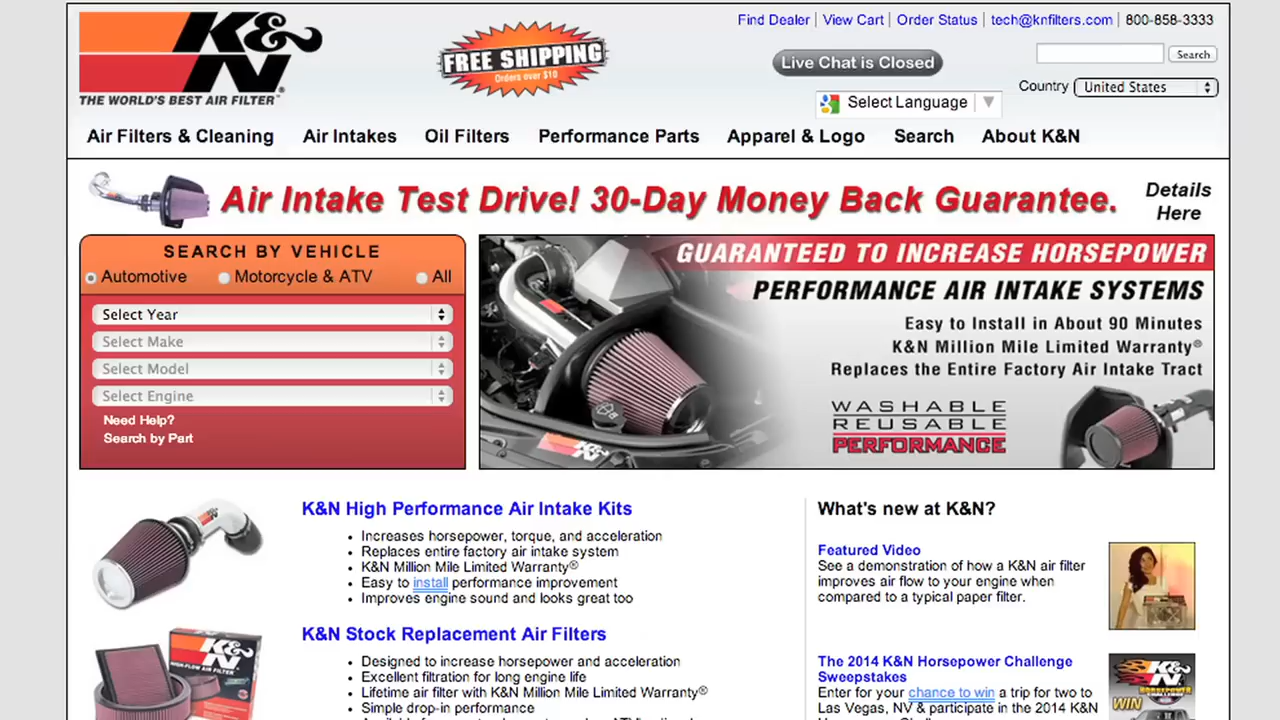 K&N
THE WORLD'S BEST AIR FILTER™
FREE SHIPPING
Orders over $10
Find Dealer | View Cart | Order Status | tech@knfilters.com | 800-858-3333
Live Chat is Closed
Search
Country United States
Select Language
Air Filters & Cleaning Air Intakes Oil Filters Performance Parts Apparel & Logo Search About K&N
Air Intake Test Drive! 30-Day Money Back Guarantee.
Details
Here
SEARCH BY VEHICLE
Automotive Motorcycle & ATV All
Select Year
Select Make
Select Model
Select Engine
Need Help?
Search by Part
GUARANTEED TO INCREASE HORSEPOWER
PERFORMANCE AIR INTAKE SYSTEMS
Easy to Install in About 90 Minutes
K&N Million Mile Limited Warranty®
Replaces the Entire Factory Air Intake Tract
WASHABLE
REUSABLE
PERFORMANCE
K&N
K&N High Performance Air Intake Kits
• Increases horsepower, torque, and acceleration
• Replaces entire factory air intake system
• K&N Million Mile Limited Warranty®
• Easy to install performance improvement
• Improves engine sound and looks great too
K&N Stock Replacement Air Filters
• Designed to increase horsepower and acceleration
• Excellent filtration for long engine life
• Lifetime air filter with K&N Million Mile Limited Warranty®
• Simple drop-in performance
K&N
HIGH-FLOW AIR FILTER
What's new at K&N?
Featured Video
See a demonstration of how a K&N air filter
improves air flow to your engine when
compared to a typical paper filter.
The 2014 K&N Horsepower Challenge
Sweepstakes
Enter for your chance to win a trip for two to
Las Vegas, NV & participate in the 2014 K&N
K&N
HORSEPOWER
WIN